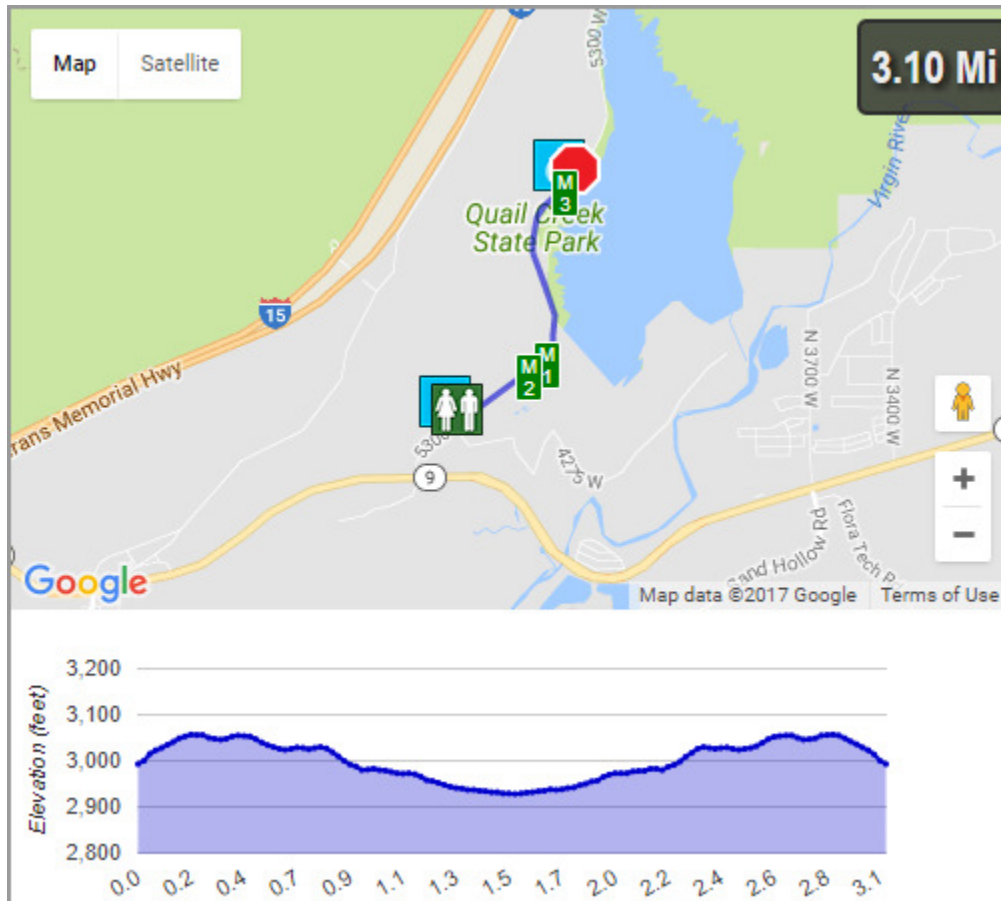 Map
Satellite
5300 W
3.10 Mi
Virgin River
M
3
Quail Creek
State Park
15
rans Memorial Hwy
M
1
M
2
N 3700 W
N 3400 W
5300
4275 W
9
Sand Hollow Rd
Flora Tech
+
−
Google
Map data ©2017 Google
Terms of Use
3,200
3,100
3,000
2,900
2,800
Elevation (feet)
0.0 0.2 0.4 0.7 0.9 1.1 1.3 1.5 1.7 2.0 2.2 2.4 2.6 2.8 3.1